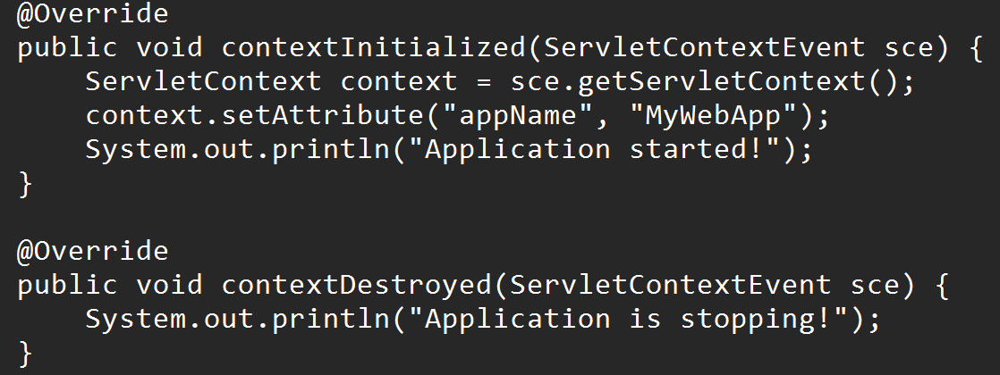 @Override
public void contextInitialized(ServletContextEvent sce) {
    ServletContext context = sce.getServletContext();
    context.setAttribute("appName", "MyWebApp");
    System.out.println("Application started!");
}

@Override
public void contextDestroyed(ServletContextEvent sce) {
    System.out.println("Application is stopping!");
}